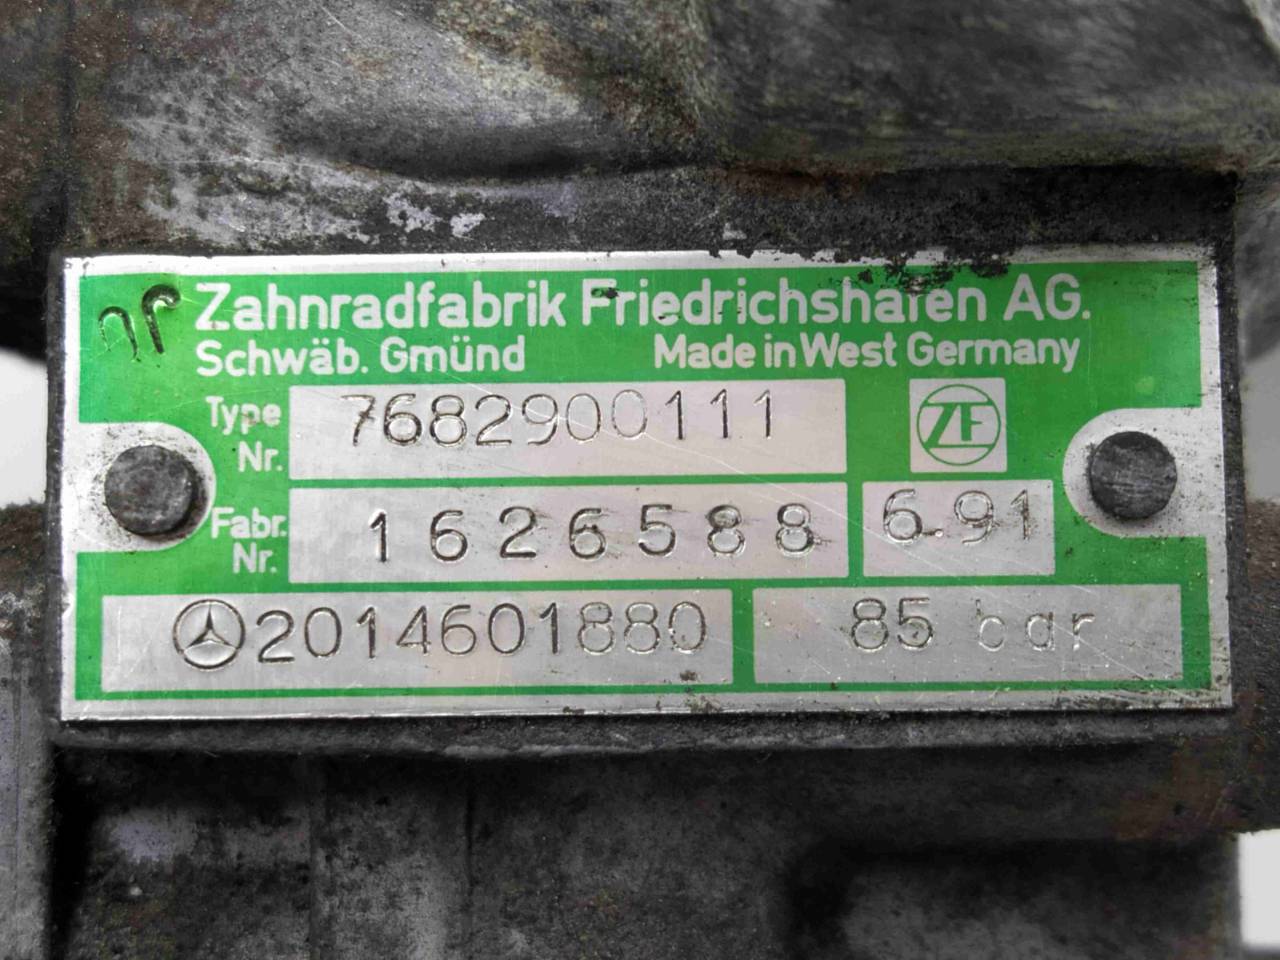 Zahnradfabrik Friedrichshafen AG.
Schwäb. Gmünd Made in West Germany
Type Nr. 7682900111 ZF
Fabr. Nr. 1626588 6.91
2014601880 85 bar